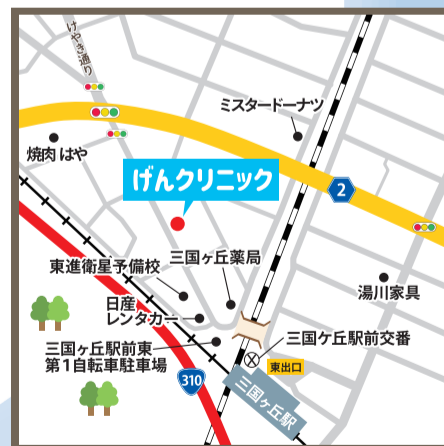 けやき通り
ミスタードーナツ
焼肉 はや
げんクリニック
2
三国ヶ丘薬局
東進衛星予備校
湯川家具
日産
レンタカー
三国ケ丘駅前交番
三国ヶ丘駅前東
第1自転車駐車場
東出口
310
三国ヶ丘駅